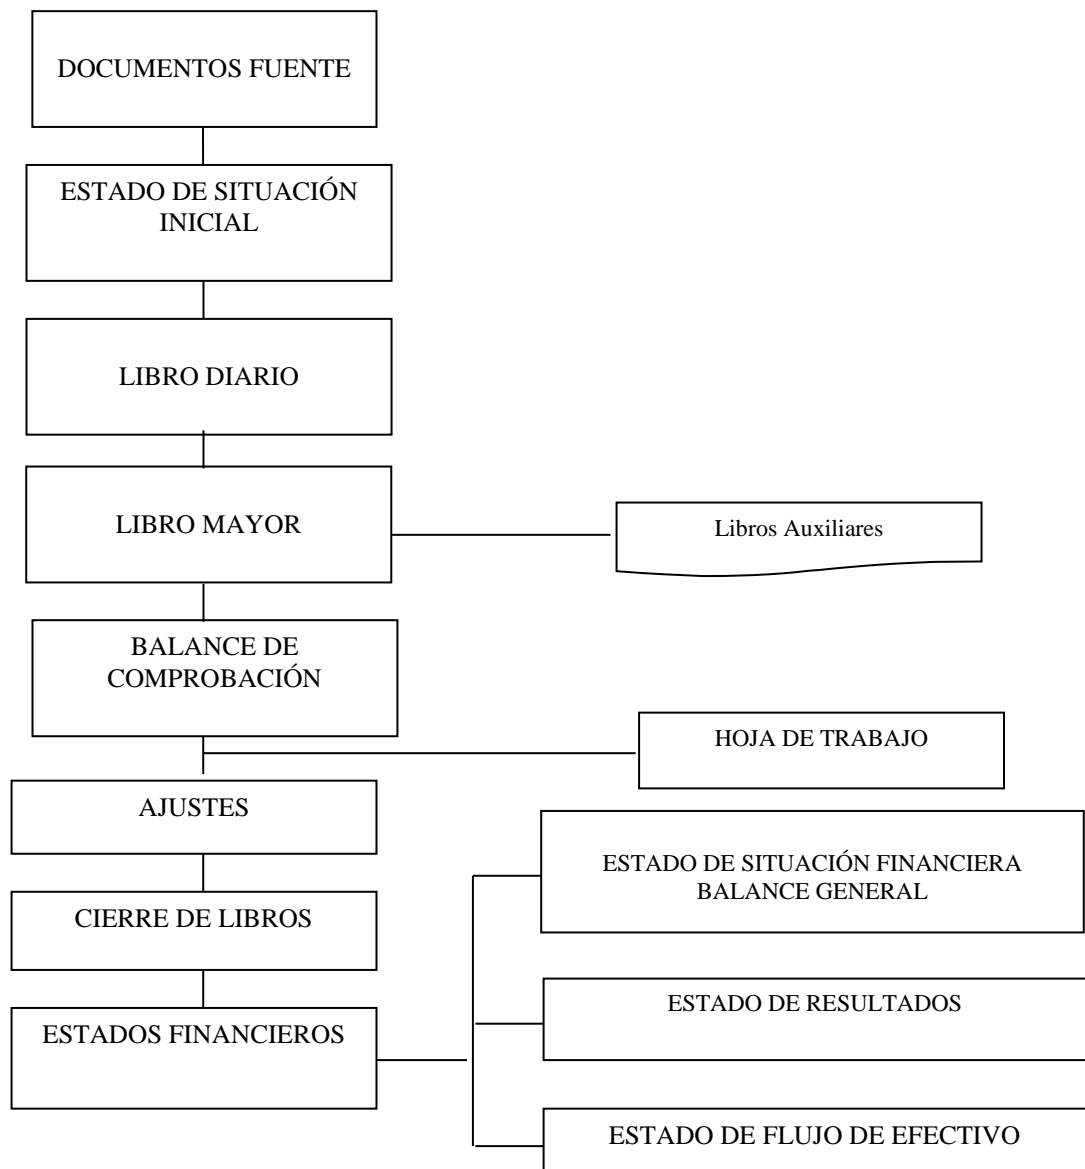 DOCUMENTOS FUENTE
ESTADO DE SITUACIÓN
INICIAL
LIBRO DIARIO
LIBRO MAYOR
Libros Auxiliares
BALANCE DE
COMPROBACIÓN
HOJA DE TRABAJO
AJUSTES
ESTADO DE SITUACIÓN FINANCIERA
BALANCE GENERAL
CIERRE DE LIBROS
ESTADO DE RESULTADOS
ESTADOS FINANCIEROS
ESTADO DE FLUJO DE EFECTIVO